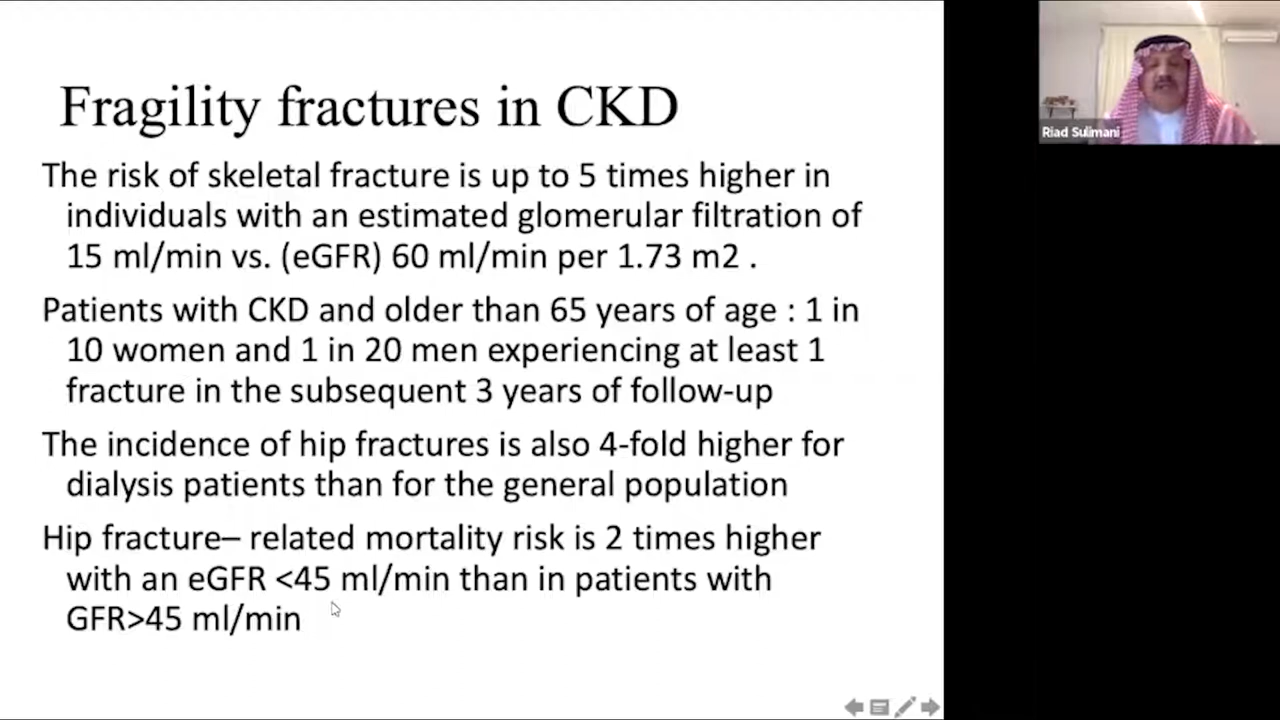 Fragility fractures in CKD
The risk of skeletal fracture is up to 5 times higher in
individuals with an estimated glomerular filtration of
15 ml/min vs. (eGFR) 60 ml/min per 1.73 m2 .
Patients with CKD and older than 65 years of age : 1 in
10 women and 1 in 20 men experiencing at least 1
fracture in the subsequent 3 years of follow-up
The incidence of hip fractures is also 4-fold higher for
dialysis patients than for the general population
Hip fracture– related mortality risk is 2 times higher
with an eGFR <45 ml/min than in patients with
GFR>45 ml/min
Riad Sulimani